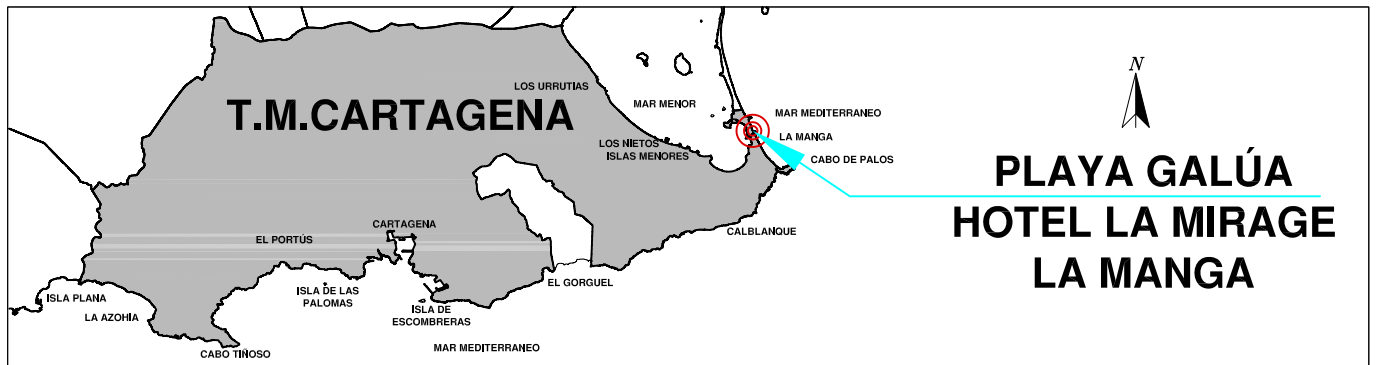 N
LOS URRUTIAS
MAR MENOR
T.M.CARTAGENA
MAR MEDITERRANEO
LA MANGA
LOS NIETOS
ISLAS MENORES
CABO DE PALOS
PLAYA GALÚA
HOTEL LA MIRAGE
LA MANGA
CARTAGENA
EL PORTÚS
CALBLANQUE
EL GORGUEL
ISLA PLANA
ISLA DE LAS
PALOMAS
LA AZOHIA
ISLA DE
ESCOMBRERAS
CABO TIÑOSO
MAR MEDITERRANEO